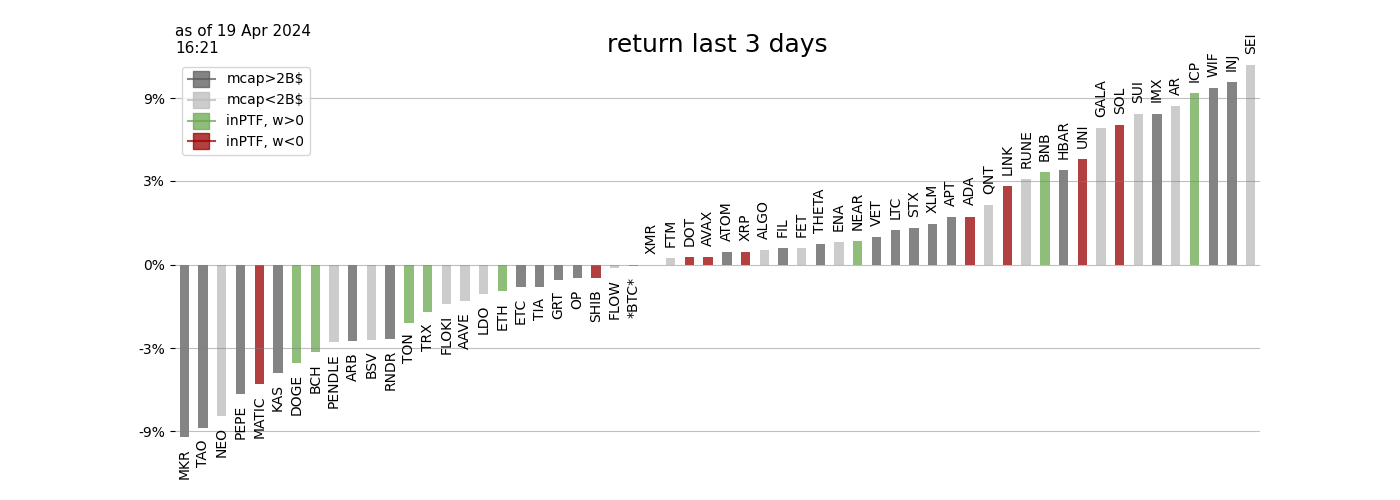 as of 19 Apr 2024
16:21
return last 3 days
mcap>2B$
mcap<2B$
inPTF, w>0
inPTF, w<0
9%
3%
0%
-3%
-9%
MKR
TAO
NEO
PEPE
MATIC
KAS
DOGE
BCH
PENDLE
ARB
BSV
RNDR
TON
TRX
FLOKI
AAVE
LDO
ETH
ETC
TIA
GRT
OP
SHIB
FLOW
*BTC*
XMR
FTM
DOT
AVAX
ATOM
XRP
ALGO
FIL
FET
THETA
ENA
NEAR
VET
LTC
STX
XLM
APT
ADA
QNT
LINK
RUNE
BNB
HBAR
UNI
GALA
SOL
SUI
IMX
AR
ICP
WIF
INJ
SEI